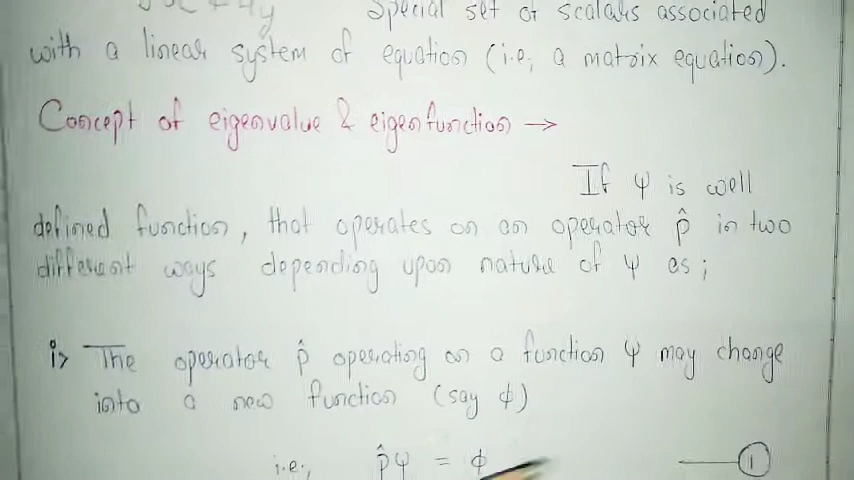 Special set of scalars associated
with a linear system of equation (i.e; a matrix equation).
Concept of eigenvalue & eigenfunction →
If ψ is well
defined function, that operates on an operator p̂ in two
different ways depending upon nature of ψ as;
i> The operator p̂ operating on a function ψ may change
into a new function (say ϕ)
i.e., p̂ψ = ϕ —— 1